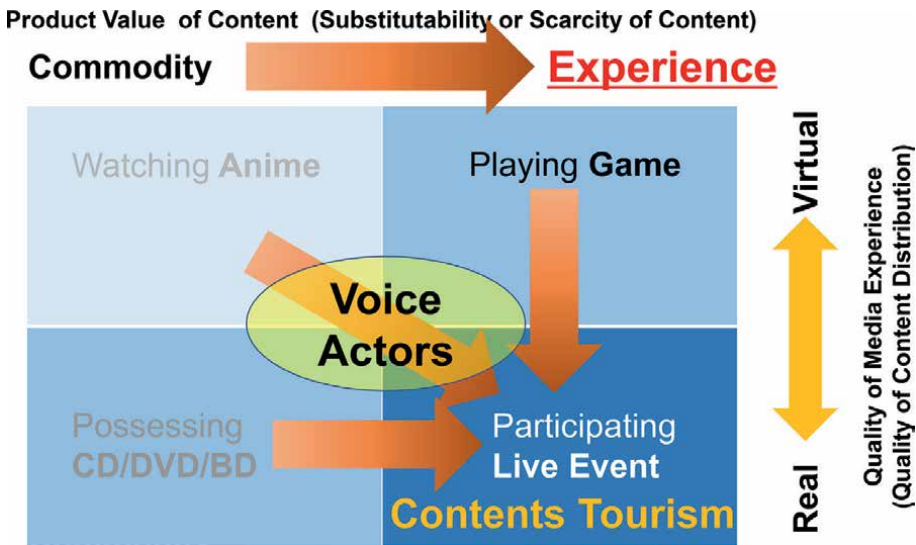 Product Value of Content (Substitutability or Scarcity of Content)
Commodity
Experience
Watching Anime
Playing Game
Voice
Actors
Possessing
CD/DVD/BD
Participating
Live Event
Contents Tourism
Virtual
Real
Quality of Media Experience
(Quality of Content Distribution)